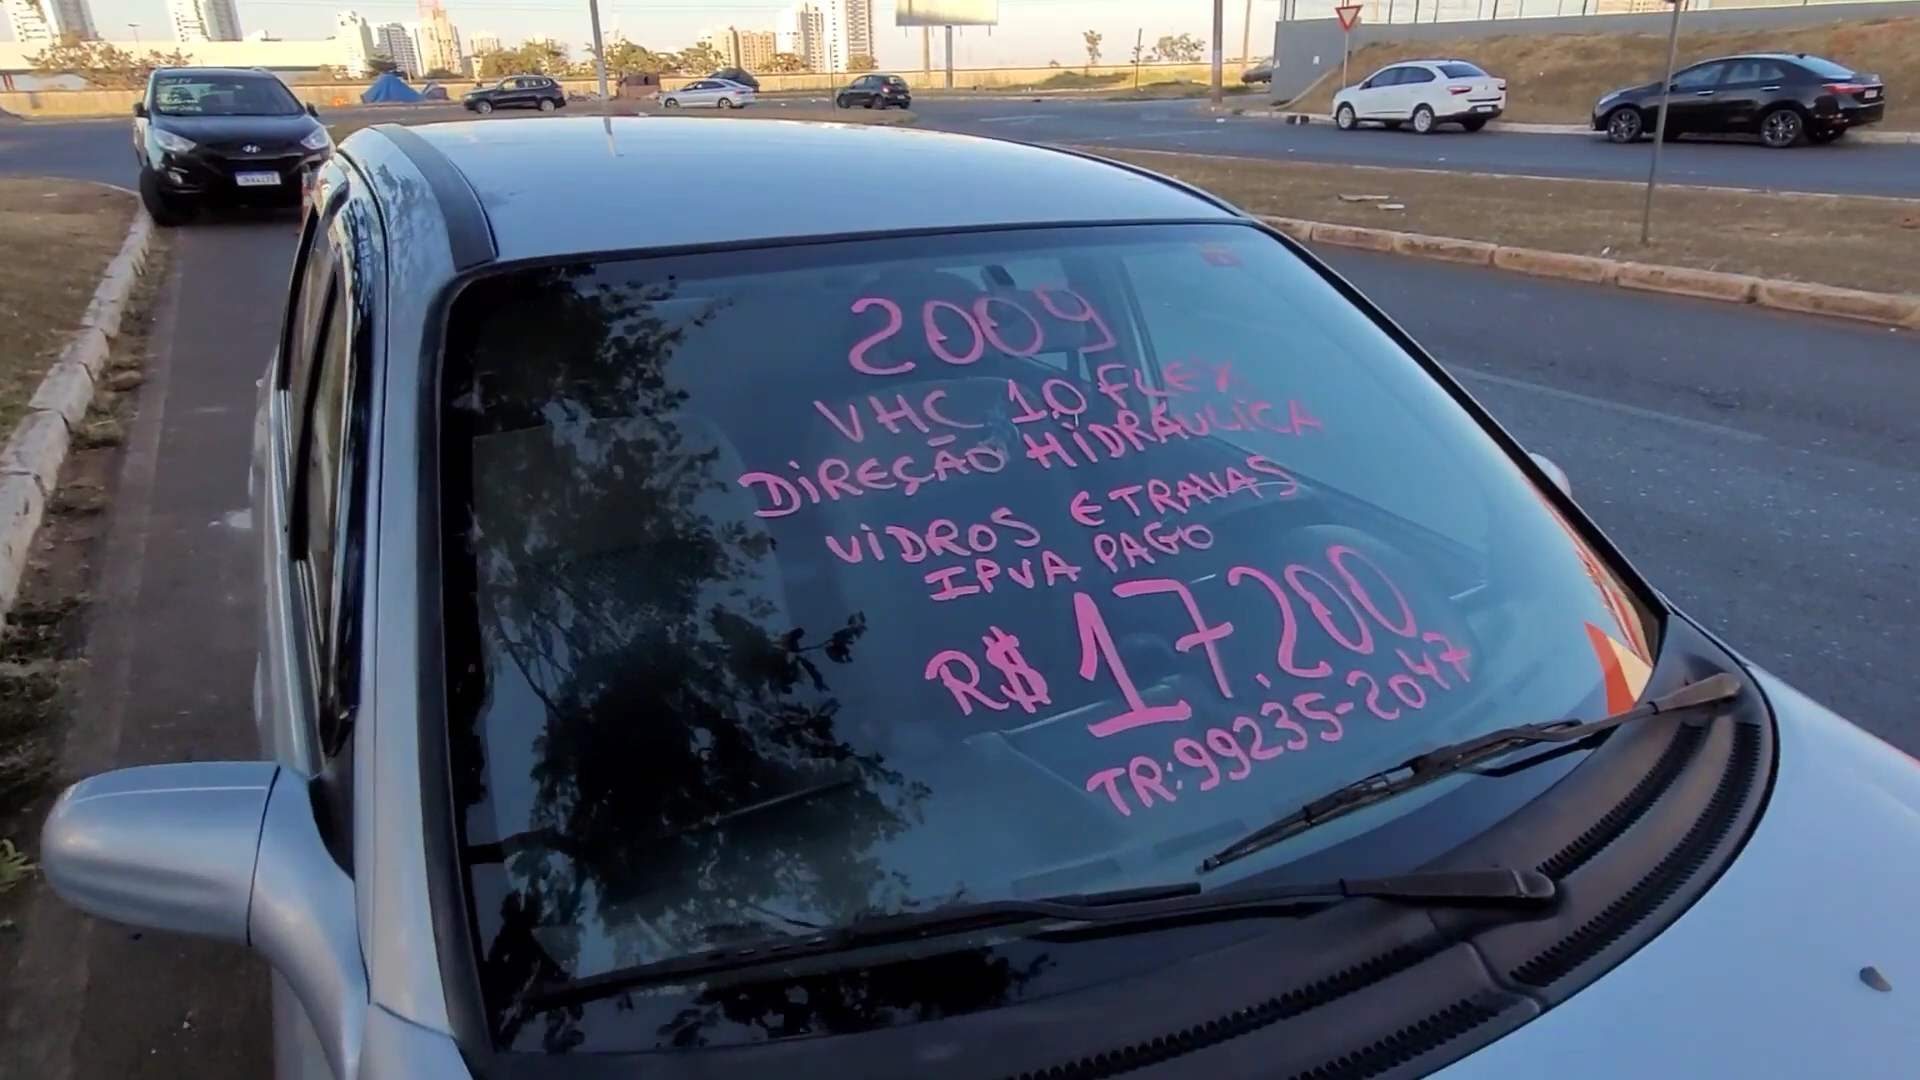 2009
VHC 1.0 FLEX
DIREÇÃO HIDRÁULICA
VIDROS E TRAVAS
IPVA PAGO
R$ 17.200
TR:99235-2047